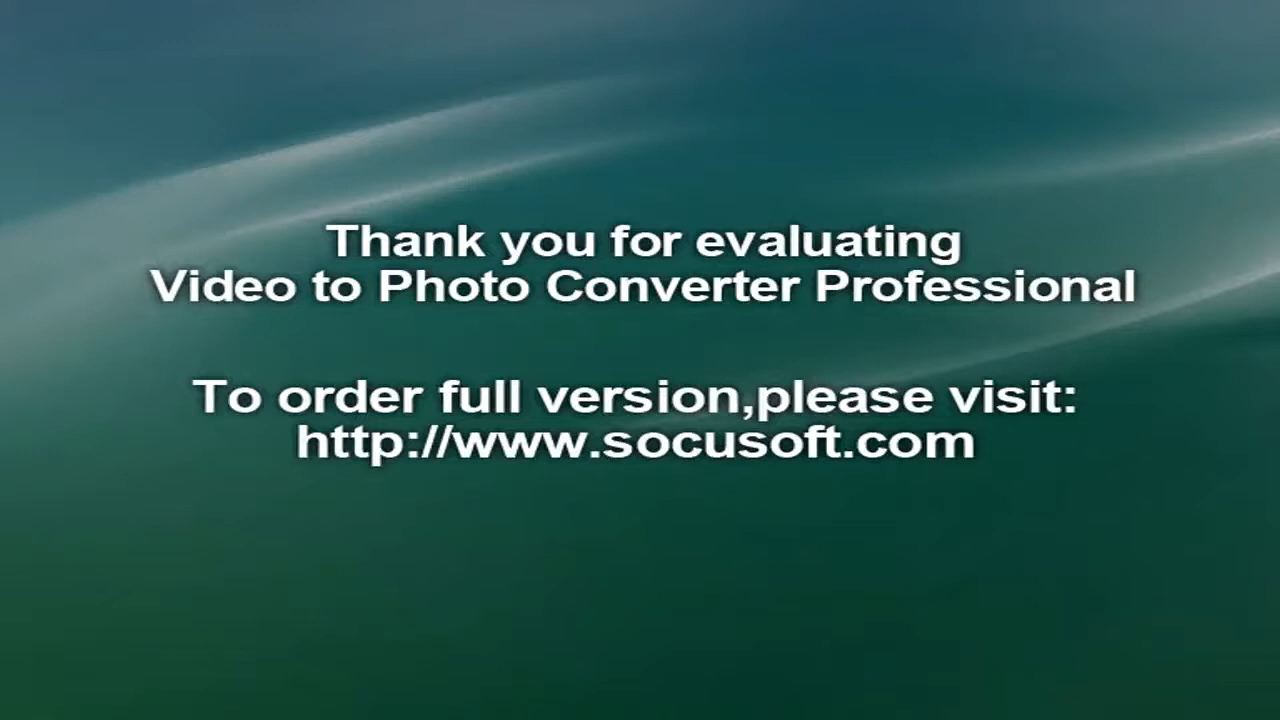 Thank you for evaluating
Video to Photo Converter Professional
To order full version,please visit:
http://www.socusoft.com